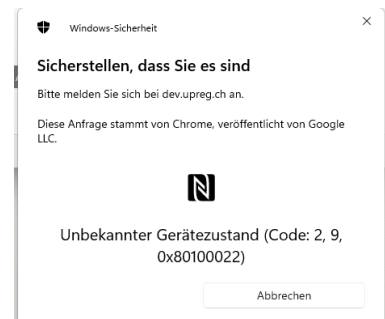 Windows-Sicherheit
Sicherstellen, dass Sie es sind
Bitte melden Sie sich bei dev.upreg.ch an.
Diese Anfrage stammt von Chrome, veröffentlicht von Google
LLC.
Unbekannter Gerätezustand (Code: 2, 9,
0x80100022)
Abbrechen